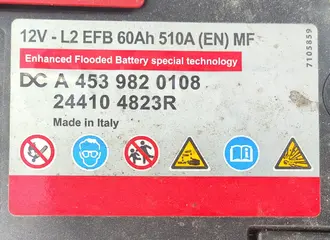 12V - L2 EFB 60Ah 510A (EN) MF
Enhanced Flooded Battery special technology
DC A 453 982 0108
24410 4823R
Made in Italy
7105859